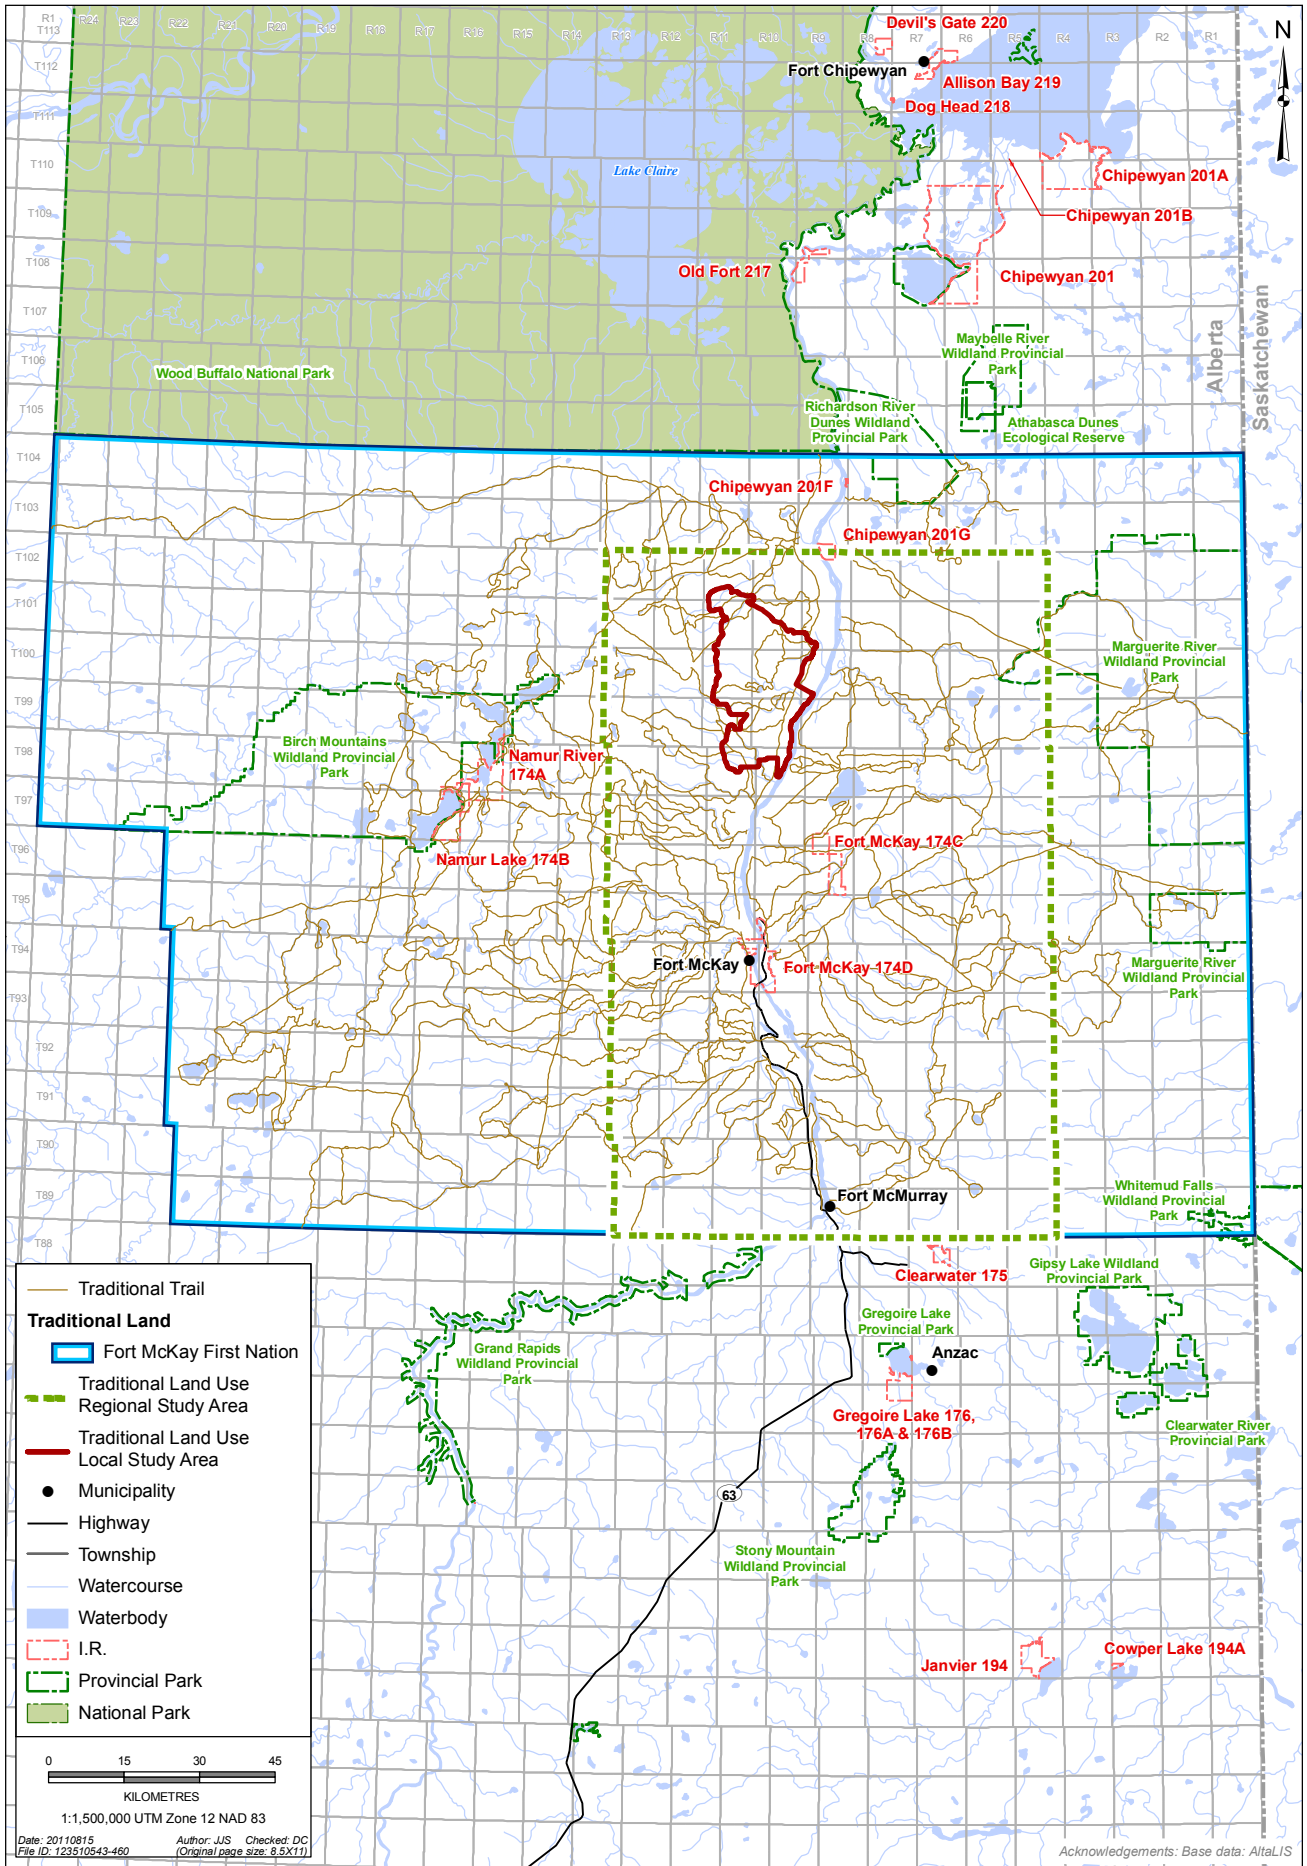 R1
T113
R24
R23
R22
R21
R20
R19
R18
R17
R16
R15
R14
R13
R12
R11
R10
R9
R8
R7
R6
R5
R4
R3
R2
R1
T112
T111
T110
T109
T108
T107
T106
T105
T104
T103
T102
T101
T100
T99
T98
T97
T96
T95
T94
T93
T92
T91
T90
T89
T88
N
Devil's Gate 220
Fort Chipewyan
Allison Bay 219
Dog Head 218
Lake Claire
Chipewyan 201A
Chipewyan 201B
Old Fort 217
Chipewyan 201
Alberta
Saskatchewan
Maybelle River
Wildland Provincial
Park
Wood Buffalo National Park
Richardson River
Dunes Wildland
Provincial Park
Athabasca Dunes
Ecological Reserve
Chipewyan 201F
Chipewyan 201G
Marguerite River
Wildland Provincial
Park
Birch Mountains
Wildland Provincial
Park
Namur River
174A
Namur Lake 174B
Fort McKay 174C
Fort McKay
Fort McKay 174D
Marguerite River
Wildland Provincial
Park
Fort McMurray
Whitemud Falls
Wildland Provincial
Park
Clearwater 175
Gipsy Lake Wildland
Provincial Park
Gregoire Lake
Provincial Park
Anzac
Grand Rapids
Wildland Provincial
Park
Gregoire Lake 176,
176A & 176B
Clearwater River
Provincial Park
63
Stony Mountain
Wildland Provincial
Park
Janvier 194
Cowper Lake 194A
Traditional Trail
Traditional Land
Fort McKay First Nation
Traditional Land Use
Regional Study Area
Traditional Land Use
Local Study Area
Municipality
Highway
Township
Watercourse
Waterbody
I.R.
Provincial Park
National Park
0 15 30 45
KILOMETRES
1:1,500,000 UTM Zone 12 NAD 83
Date: 20110815 Author: JJS Checked: DC
File ID: 123510543-460 (Original page size: 8.5X11)
Acknowledgements: Base data: AltaLIS